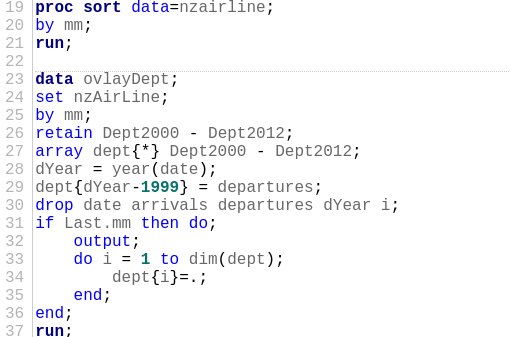 19 proc sort data=nzairline;
20 by mm;
21 run;
22
23 data ovlayDept;
24 set nzAirLine;
25 by mm;
26 retain Dept2000 - Dept2012;
27 array dept{*} Dept2000 - Dept2012;
28 dYear = year(date);
29 dept{dYear-1999} = departures;
30 drop date arrivals departures dYear i;
31 if Last.mm then do;
32     output;
33     do i = 1 to dim(dept);
34         dept{i}=.;
35     end;
36 end;
37 run;